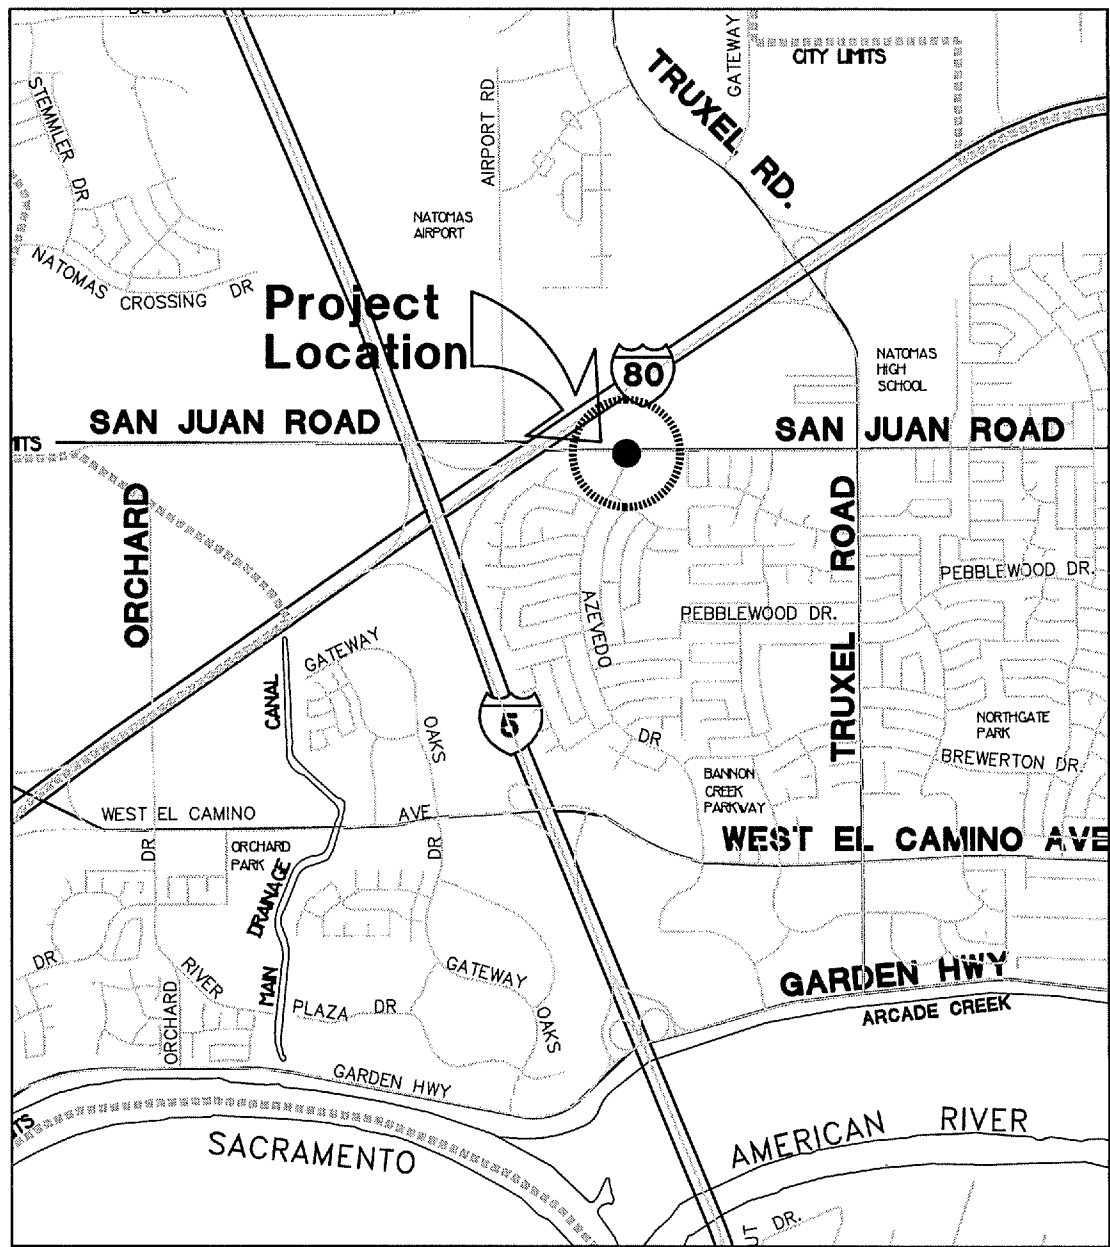 BLVD
CITY LIMITS
GATEWAY
TRUXEL RD.
STEMMLER DR
AIRPORT RD
NATOMAS
AIRPORT
NATOMAS CROSSING DR
Project
Location
80
NATOMAS
HIGH
SCHOOL
SAN JUAN ROAD
SAN JUAN ROAD
ORCHARD
TRUXEL ROAD
PEBBLEWOOD DR.
PEBBLEWOOD DR.
AZEVEDO
DR
GATEWAY
OAKS
DR
CANAL
5
NORTHGATE
PARK
BREWERTON DR.
BANNON
CREEK
PARKWAY
WEST EL CAMINO AVE
WEST EL CAMINO AVE
DR
ORCHARD
PARK
DRAINAGE
MAIN
DR
RIVER
PLAZA DR
ORCHARD
GATEWAY
OAKS
GARDEN HWY
ARCADE CREEK
GARDEN HWY
SACRAMENTO
AMERICAN RIVER
DR.